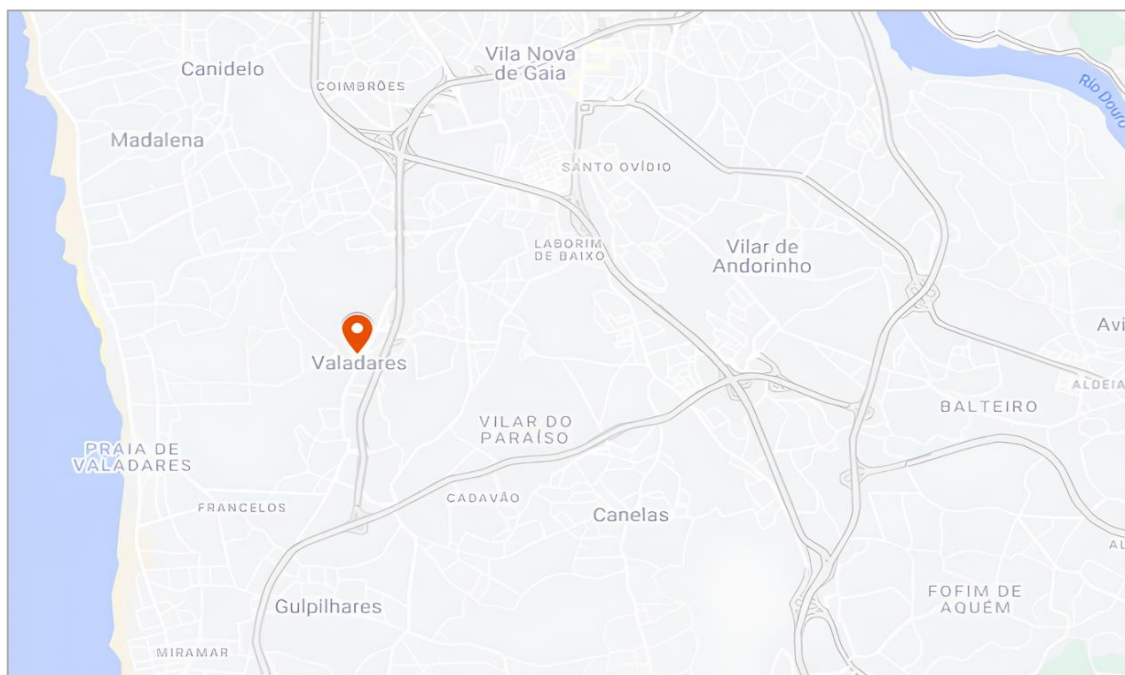 Vila Nova
de Gaia
Canidelo
COIMBRÕES
Rio Douro
Madalena
SANTO OVÍDIO
LABORIM
DE BAIXO
Vilar de
Andorinho
Avi
Valadares
ALDEIA
BALTEIRO
VILAR DO
PARAÍSO
PRAIA DE
VALADARES
CADAVÃO
FRANCELOS
Canelas
AL
FOFIM DE
AQUÉM
Gulpilhares
MIRAMAR